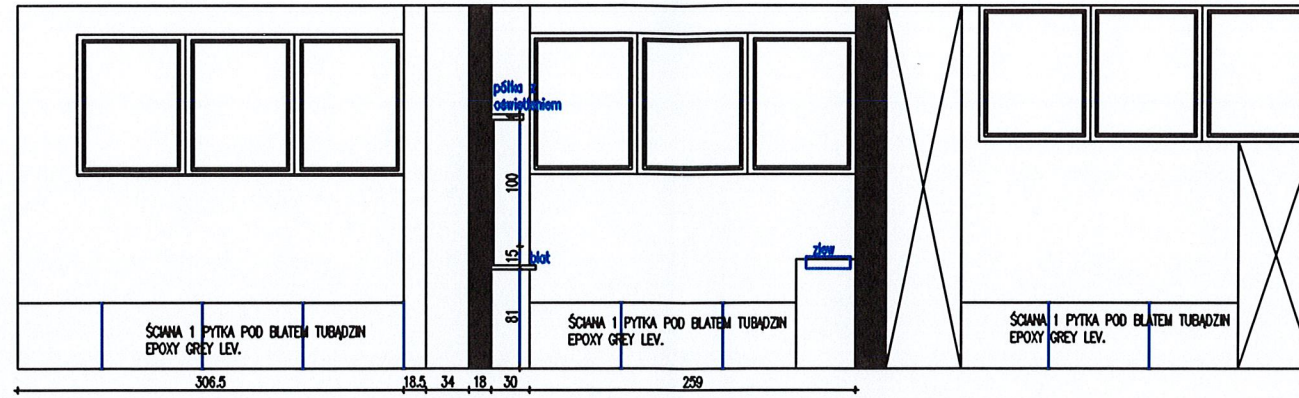 półka z
oświetleniem
100
15
blat
81
zlew
ŚCIANA 1 PYTKA POD BLATEM TUBĄDZIN
EPOXY GREY LEV.
ŚCIANA 1 PYTKA POD BLATEM TUBĄDZIN
EPOXY GREY LEV.
ŚCIANA 1 PYTKA POD BLATEM TUBĄDZIN
EPOXY GREY LEV.
306.5
18.5
34
18
30
259